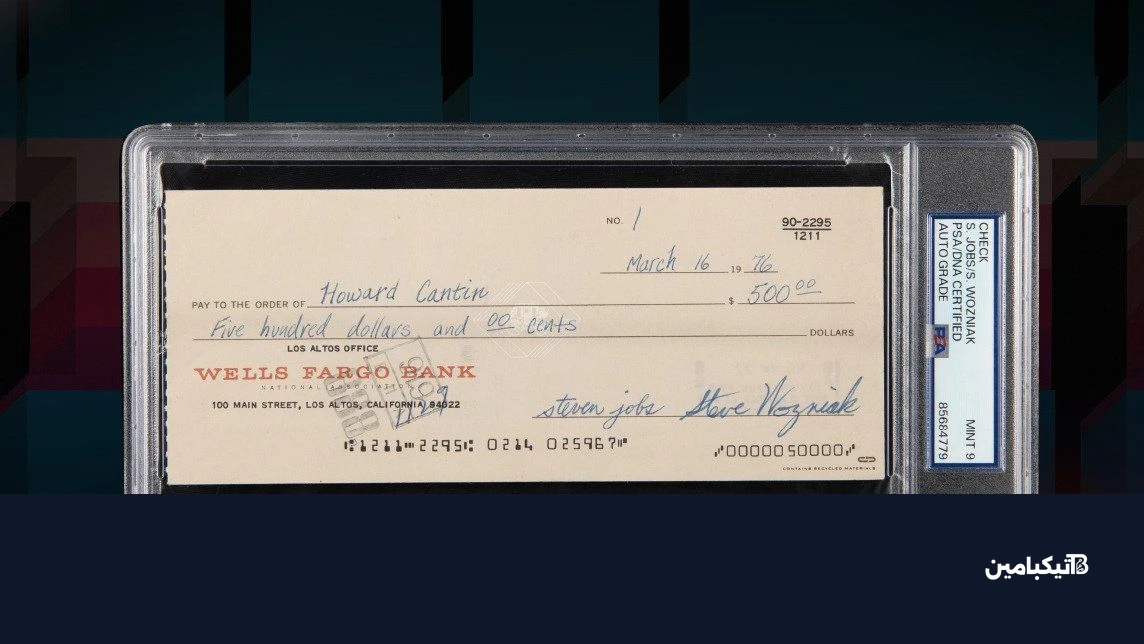 NO. 1
90-2295
1211
March 16 1976
PAY TO THE ORDER OF Howard Cantin $ 500 00
Five hundred dollars and 00 cents DOLLARS
LOS ALTOS OFFICE
WELLS FARGO BANK
NATIONAL ASSOCIATION
100 MAIN STREET, LOS ALTOS, CALIFORNIA 94022
steven jobs Steve Wozniak
⑆1211⑉2295⑆ 0214 025967⑈ ⑇0000050000⑇
CONTAINS RECYCLED MATERIALS
CHECK
S. JOBS/S. WOZNIAK
PSA/DNA CERTIFIED
AUTO GRADE MINT 9
PSA 85684779
آتیکبامین